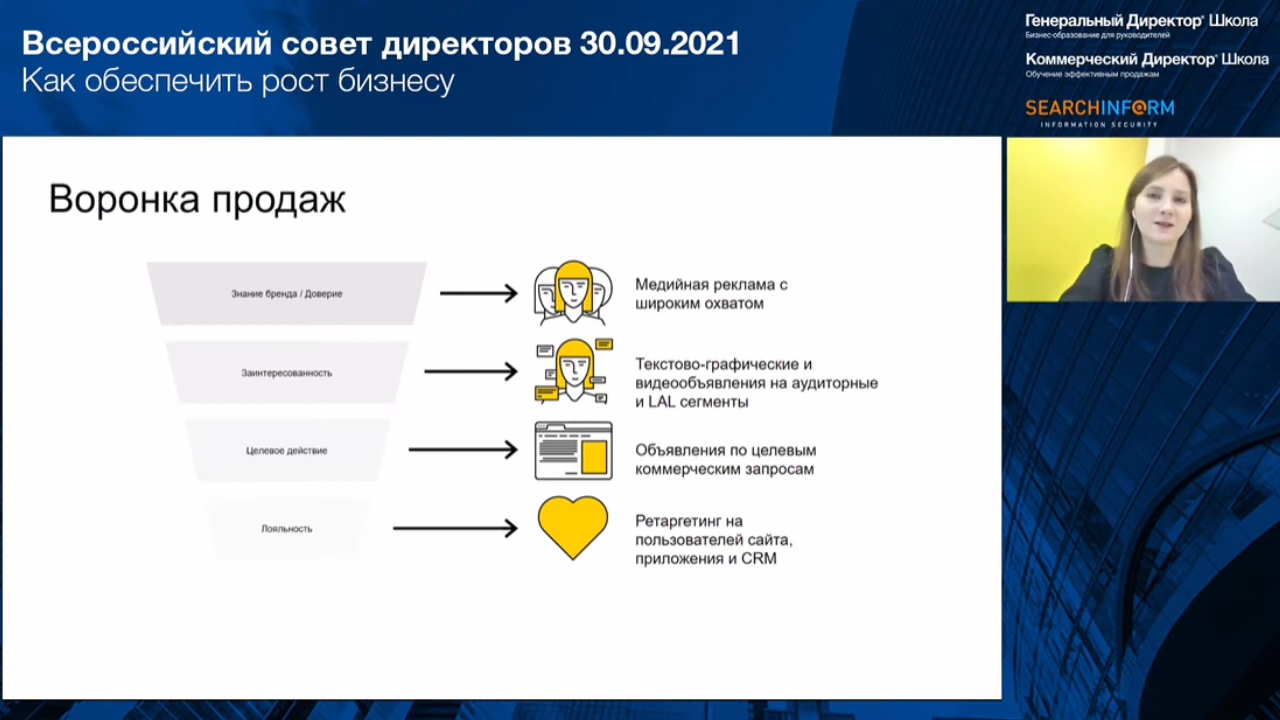 Всероссийский совет директоров 30.09.2021
Как обеспечить рост бизнесу
Генеральный Директор® Школа
Бизнес-образование для руководителей
Коммерческий Директор® Школа
Обучение эффективным продажам
SEARCHINF@RM
INFORMATION SECURITY
Воронка продаж
Знание бренда / Доверие
Медийная реклама с
широким охватом
Заинтересованность
Текстово-графические и
видеообъявления на аудиторные
и LAL сегменты
Целевое действие
Объявления по целевым
коммерческим запросам
Лояльность
Ретаргетинг на
пользователей сайта,
приложения и CRM